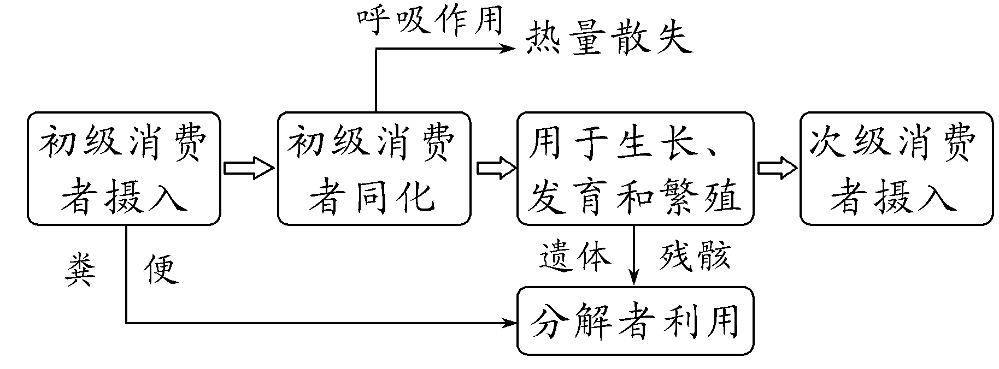 呼吸作用
热量散失
初级消费
者摄入
初级消费
者同化
用于生长、
发育和繁殖
次级消费
者摄入
粪便
遗体 残骸
分解者利用